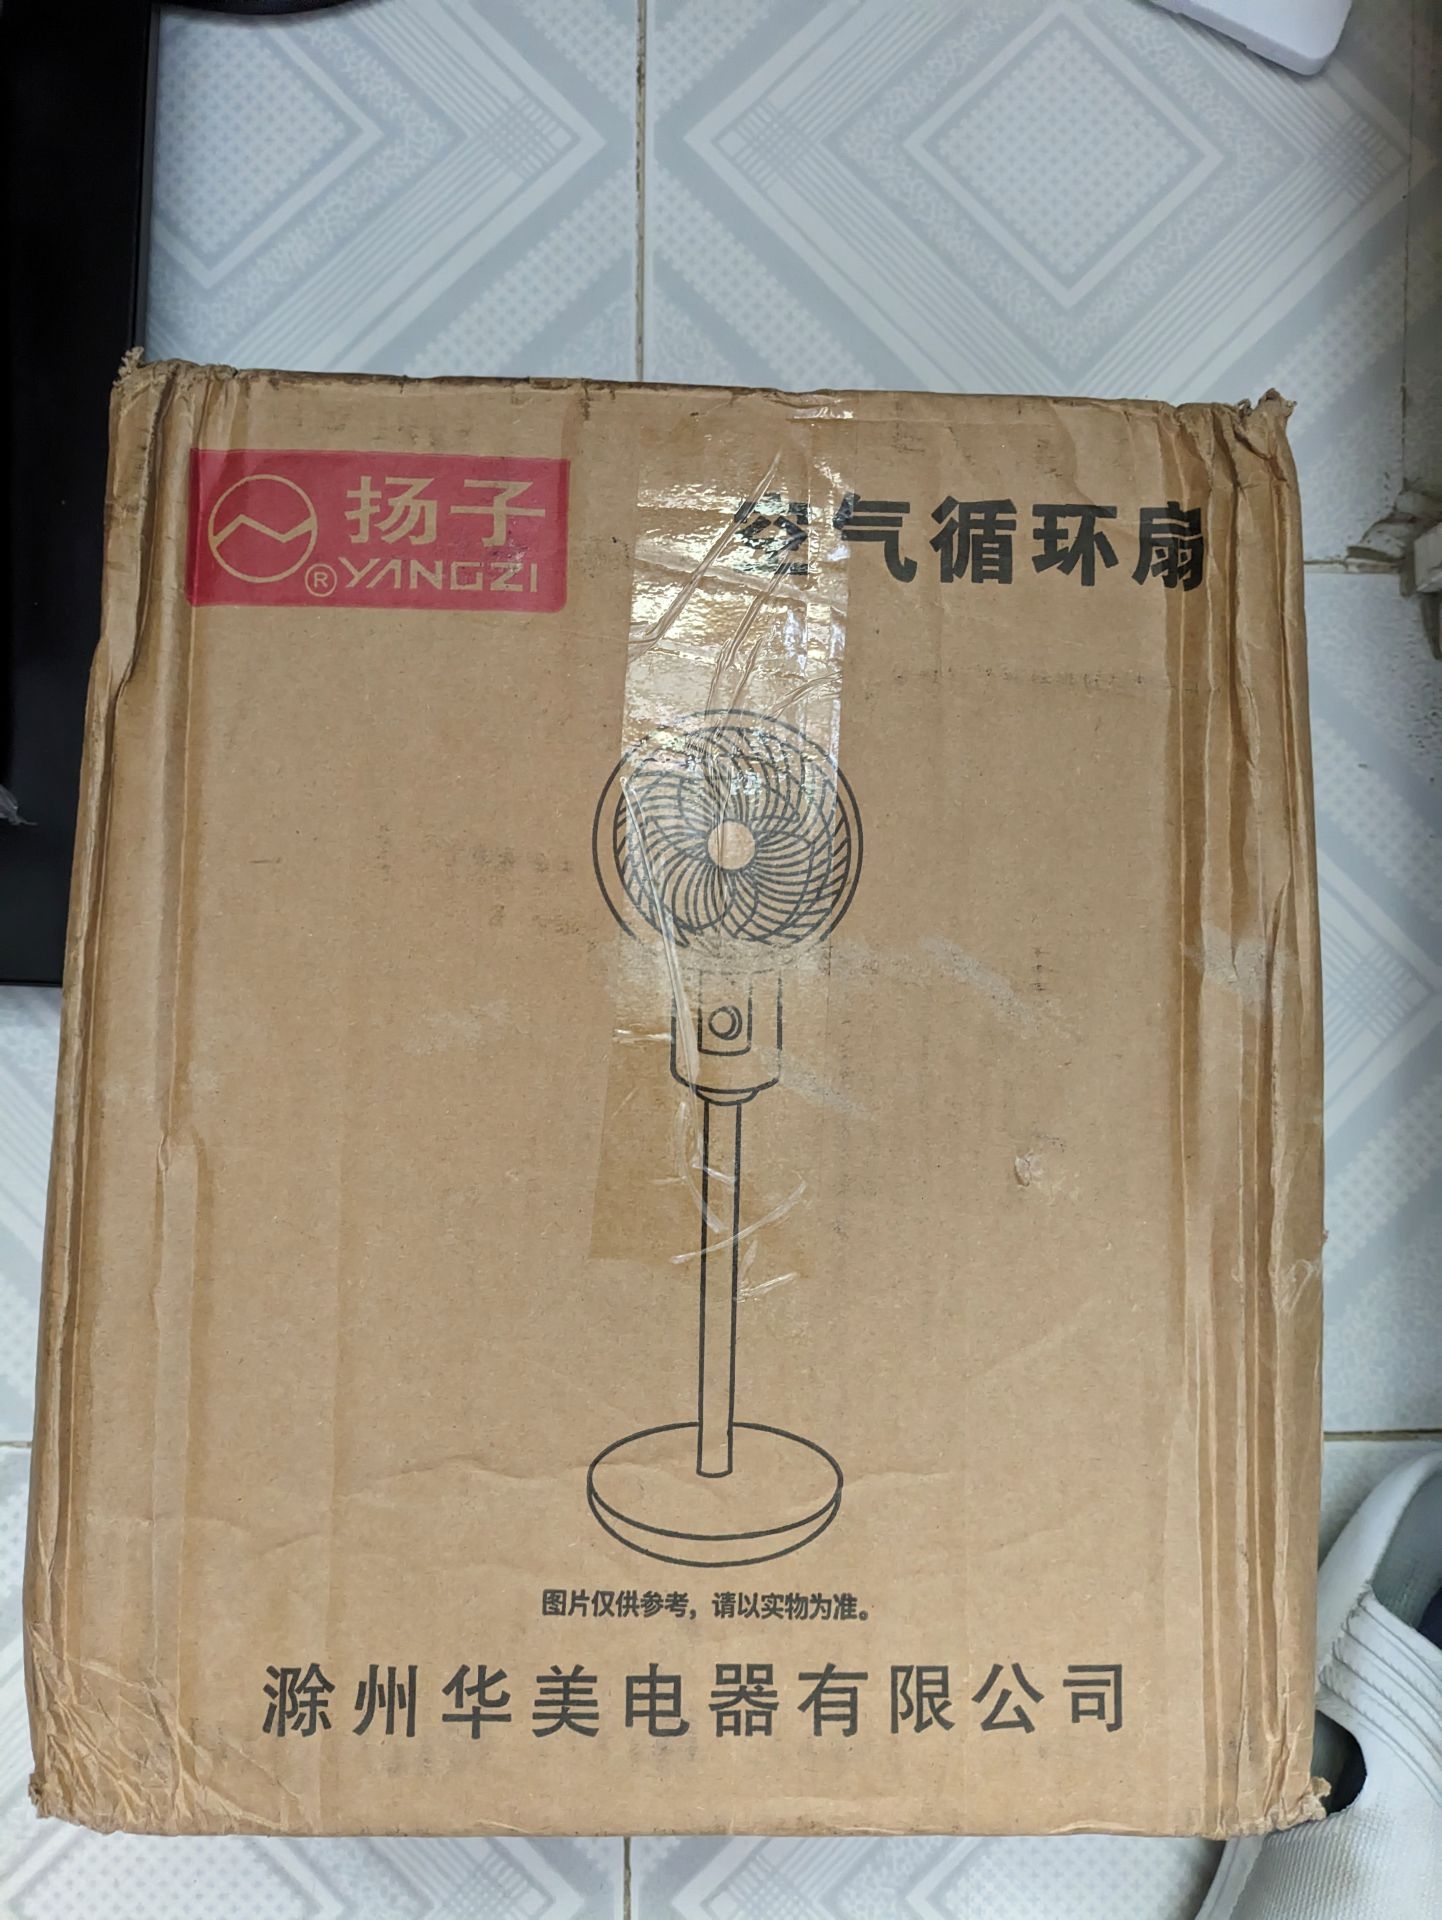 扬子
®YANGZI
空气循环扇
图片仅供参考，请以实物为准。
滁州华美电器有限公司